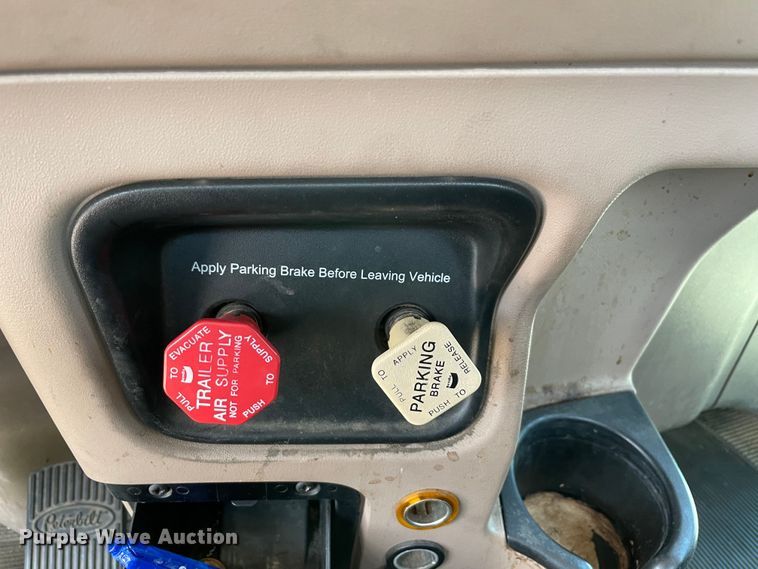 Apply Parking Brake Before Leaving Vehicle
PULL TO EVACUATE
TRAILER
AIR SUPPLY
NOT FOR PARKING
PUSH TO SUPPLY
PULL TO APPLY
PARKING
BRAKE
PUSH TO RELEASE
Peterbilt
Purple Wave Auction